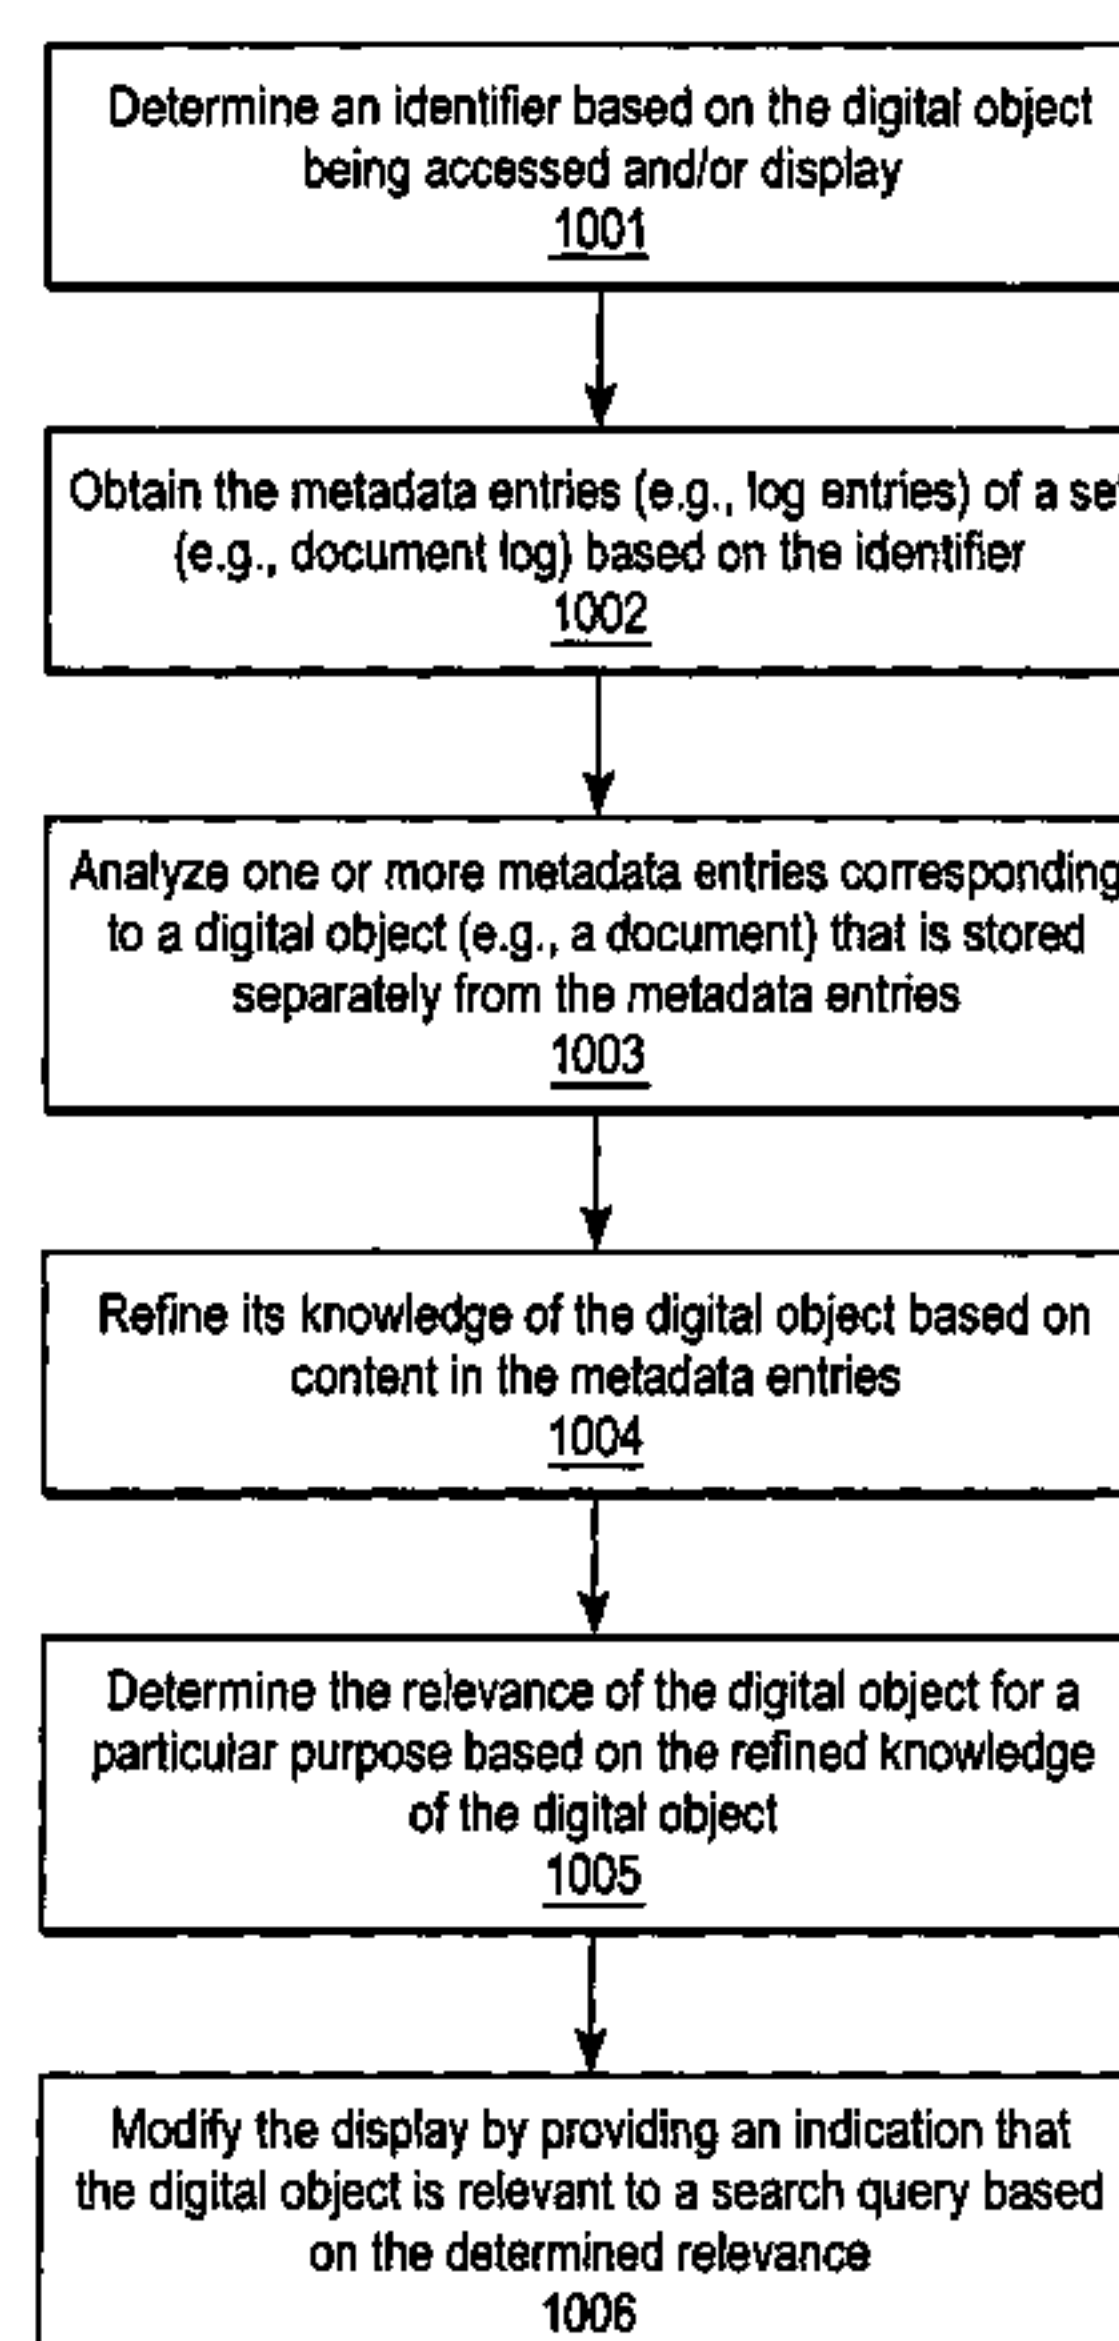 Determine an identifier based on the digital object
being accessed and/or display
1001
Obtain the metadata entries (e.g., log entries) of a set
(e.g., document log) based on the identifier
1002
Analyze one or more metadata entries corresponding
to a digital object (e.g., a document) that is stored
separately from the metadata entries
1003
Refine its knowledge of the digital object based on
content in the metadata entries
1004
Determine the relevance of the digital object for a
particular purpose based on the refined knowledge
of the digital object
1005
Modify the display by providing an indication that
the digital object is relevant to a search query based
on the determined relevance
1006